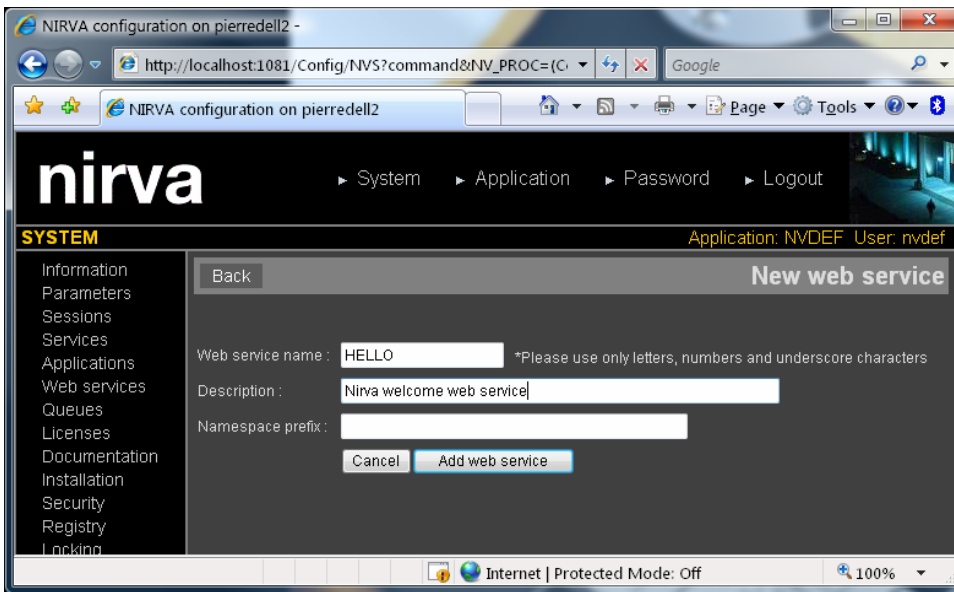 NIRVA configuration on pierredell2 -
http://localhost:1081/Config/NVS?command&NV_PROC=(C
Google
NIRVA configuration on pierredell2
Page Tools
nirva
System Application Password Logout
SYSTEM
Application: NVDEF User: nvdef
Information
Parameters
Sessions
Services
Applications
Web services
Queues
Licenses
Documentation
Installation
Security
Registry
Locking
Back
New web service
Web service name : HELLO *Please use only letters, numbers and underscore characters
Description : Nirva welcome web service
Namespace prefix :
Cancel Add web service
Internet | Protected Mode: Off
100%